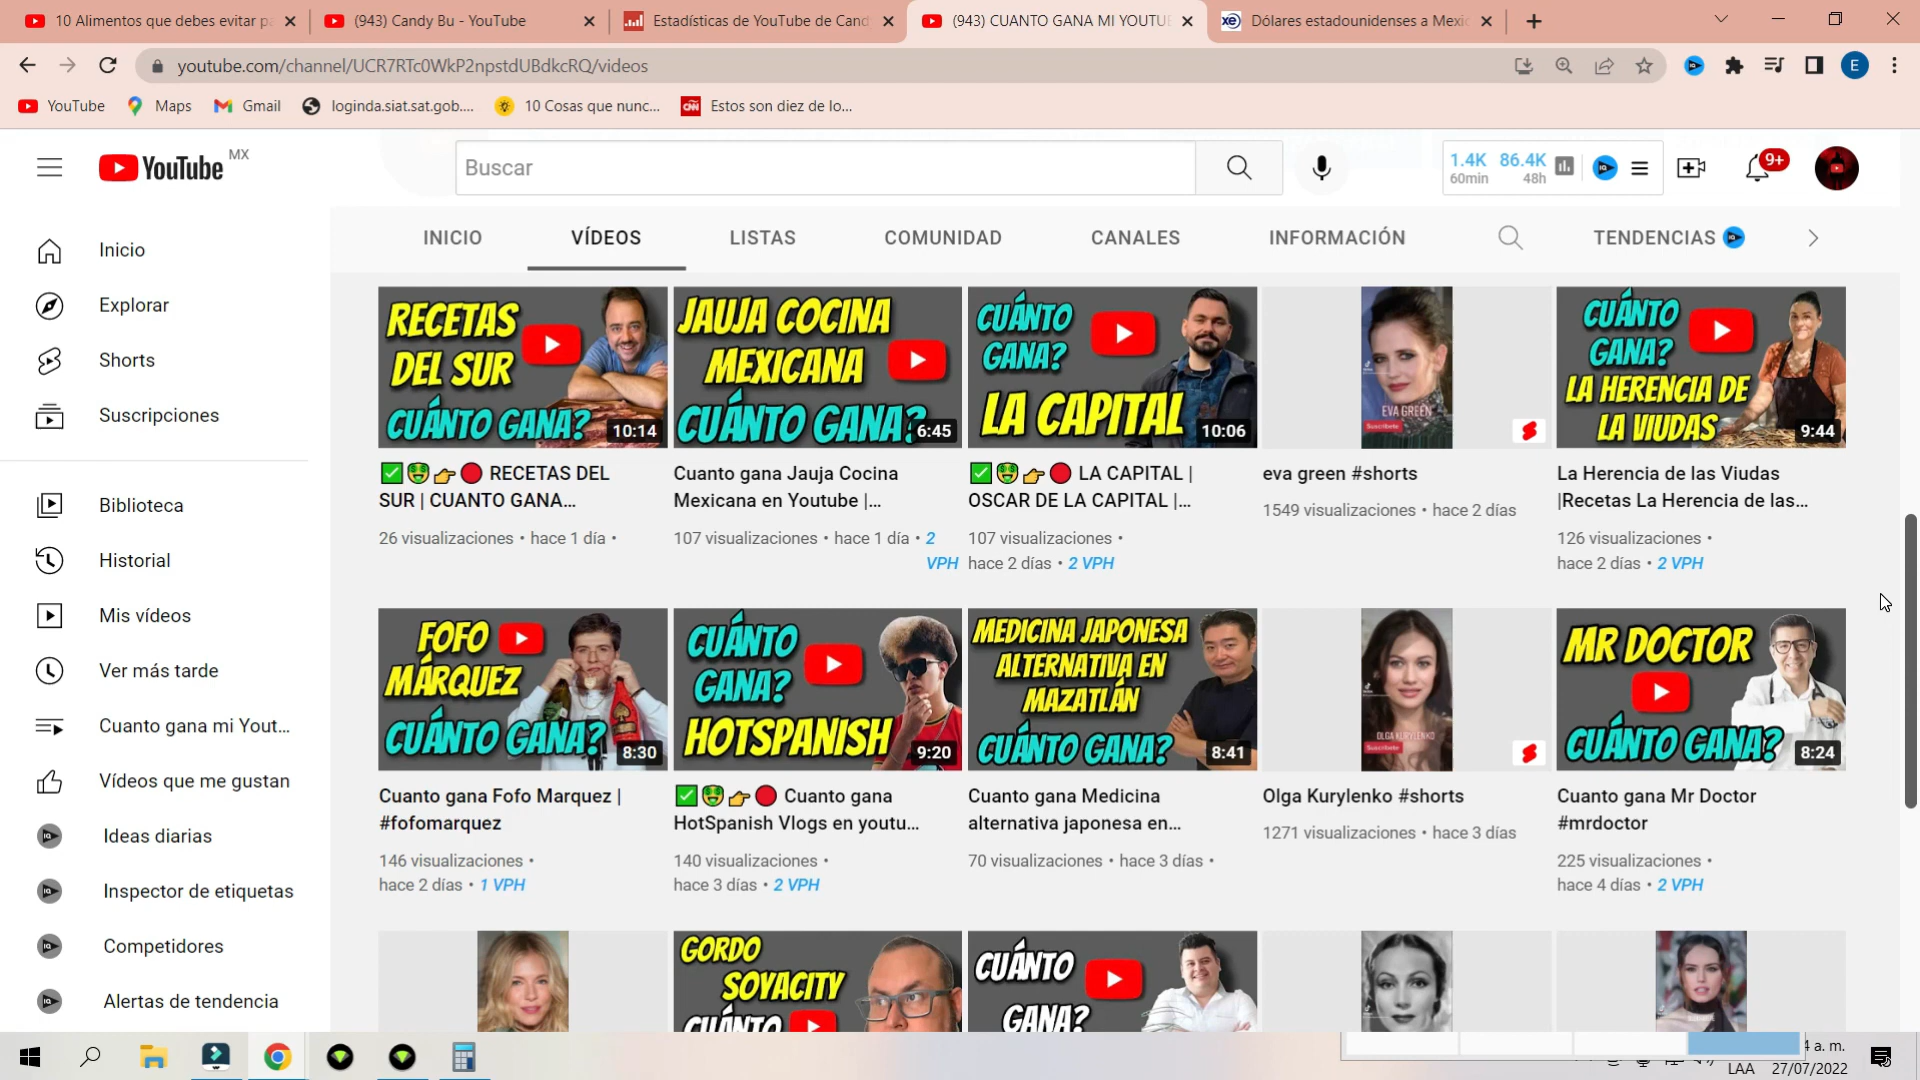 10 Alimentos que debes evitar pa
(943) Candy Bu - YouTube
Estadísticas de YouTube de Cand
(943) CUANTO GANA MI YOUTUB
Dólares estadounidenses a Mexic
youtube.com/channel/UCR7RTc0WkP2npstdUBdkcRQ/videos
E
YouTube
Maps
Gmail
loginda.siat.sat.gob....
10 Cosas que nunc...
Estos son diez de lo...
YouTube MX
Buscar
1.4K 86.4K
60min 48h
9+
INICIO
VÍDEOS
LISTAS
COMUNIDAD
CANALES
INFORMACIÓN
TENDENCIAS
Inicio
Explorar
Shorts
Suscripciones
Biblioteca
Historial
Mis vídeos
Ver más tarde
Cuanto gana mi Yout...
Vídeos que me gustan
Ideas diarias
Inspector de etiquetas
Competidores
Alertas de tendencia
RECETAS
DEL SUR
CUÁNTO GANA?
10:14
✅🤑👉🔴 RECETAS DEL
SUR | CUANTO GANA...
26 visualizaciones • hace 1 día •
JAUJA COCINA
MEXICANA
CUÁNTO GANA?
6:45
Cuanto gana Jauja Cocina
Mexicana en Youtube |...
107 visualizaciones • hace 1 día • 2
VPH
CUÁNTO
GANA?
LA CAPITAL
10:06
✅🤑👉🔴 LA CAPITAL |
OSCAR DE LA CAPITAL |...
107 visualizaciones •
hace 2 días • 2 VPH
EVA GREEN
Suscribete
eva green #shorts
1549 visualizaciones • hace 2 días
CUÁNTO
GANA?
LA HERENCIA DE
LA VIUDAS
9:44
La Herencia de las Viudas
|Recetas La Herencia de las...
126 visualizaciones •
hace 2 días • 2 VPH
FOFO
MÁRQUEZ
CUÁNTO GANA?
8:30
Cuanto gana Fofo Marquez |
#fofomarquez
146 visualizaciones •
hace 2 días • 1 VPH
CUÁNTO
GANA?
HOTSPANISH
9:20
✅🤑👉🔴 Cuanto gana
HotSpanish Vlogs en youtu...
140 visualizaciones •
hace 3 días • 2 VPH
MEDICINA JAPONESA
ALTERNATIVA EN
MAZATLÁN
CUÁNTO GANA?
8:41
Cuanto gana Medicina
alternativa japonesa en...
70 visualizaciones • hace 3 días •
OLGA KURYLENKO
Suscribete
Olga Kurylenko #shorts
1271 visualizaciones • hace 3 días
MR DOCTOR
CUÁNTO GANA?
8:24
Cuanto gana Mr Doctor
#mrdoctor
225 visualizaciones •
hace 4 días • 2 VPH
GORDO
SOYACITY
CUÁNTO
CUÁNTO
GANA?
4 a. m.
LAA 27/07/2022